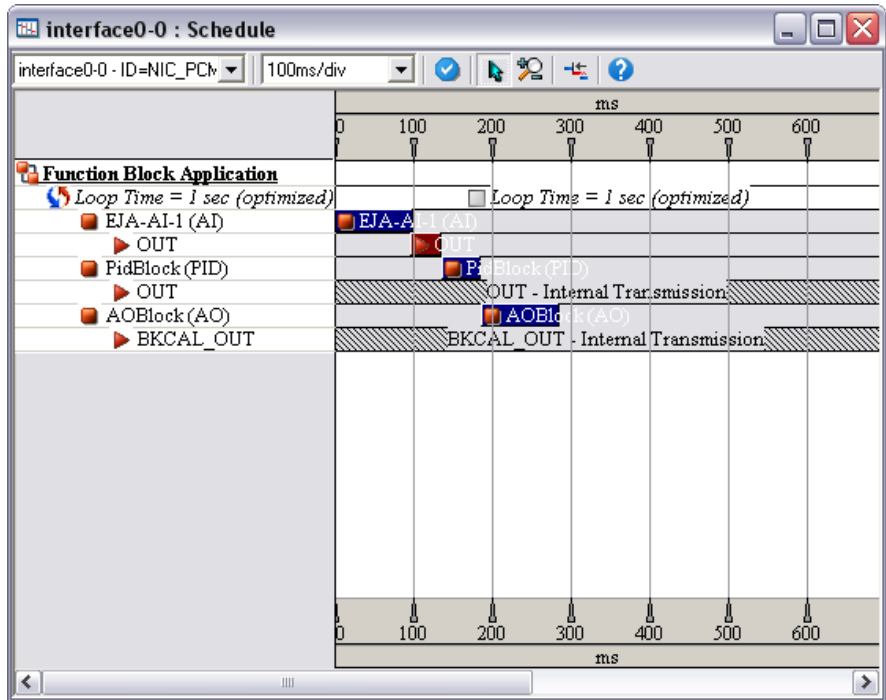 interface0-0 : Schedule
interface0-0 - ID=NIC_PCM 100ms/div
ms
0 100 200 300 400 500 600
Function Block Application
Loop Time = 1 sec (optimized) Loop Time = 1 sec (optimized)
EJA-AI-1 (AI) EJA-AI-1 (AI)
OUT OUT
PidBlock (PID) PidBlock (PID)
OUT OUT - Internal Transmission
AOBlock (AO) AOBlock (AO)
BKCAL_OUT BKCAL_OUT - Internal Transmission
0 100 200 300 400 500 600
ms